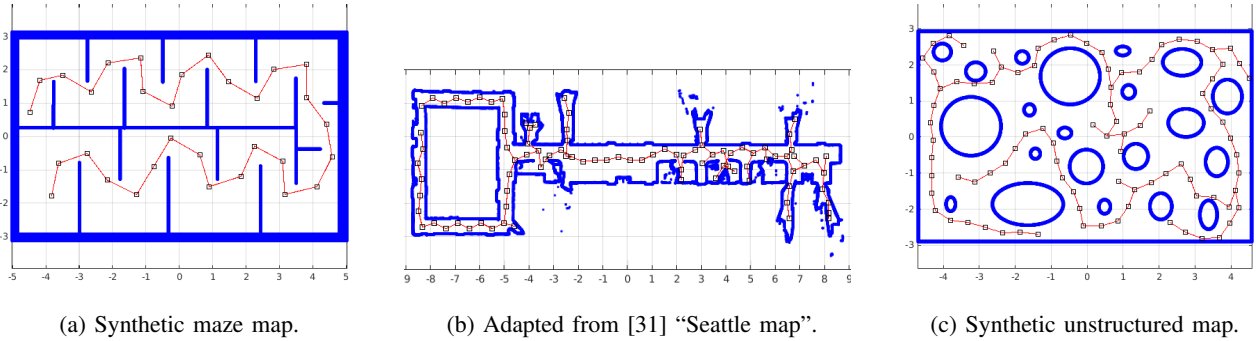 3
2
1
0
-1
-2
-3
-5 -4 -3 -2 -1 0 1 2 3 4 5
9 -8 -7 -6 -5 -4 -3 -2 -1 0 1 2 3 4 5 6 7 8 9
3
2
1
0
-1
-2
-3
-4 -3 -2 -1 0 1 2 3 4
(a) Synthetic maze map.
(b) Adapted from [31] “Seattle map”.
(c) Synthetic unstructured map.